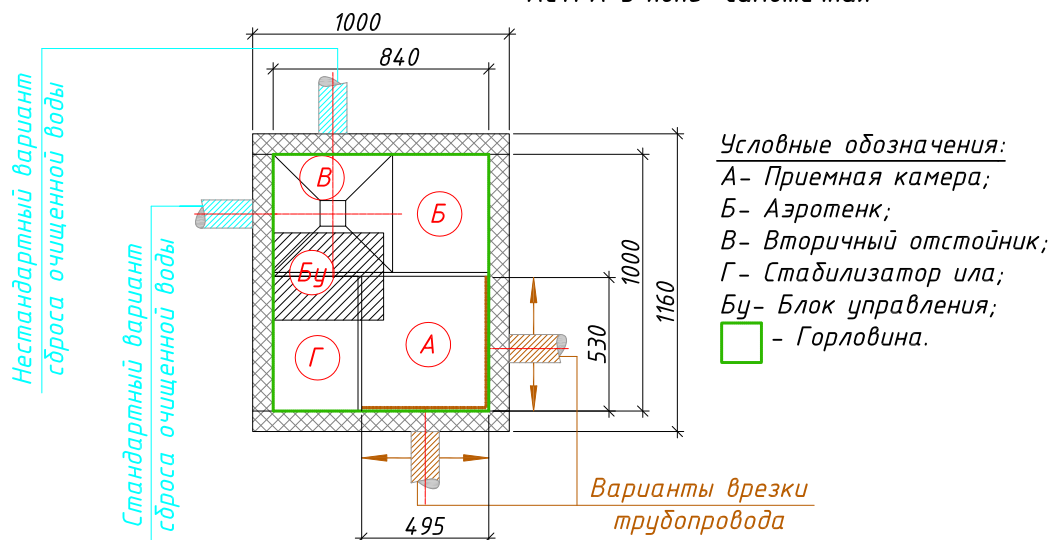 1000
840
Нестандартный вариант
сброса очищенной воды
Стандартный вариант
сброса очищенной воды
В
Б
Бу
Г
А
530
1000
1160
495
Условные обозначения:
А- Приемная камера;
Б- Аэротенк;
В- Вторичный отстойник;
Г- Стабилизатор ила;
Бу- Блок управления;
- Горловина.
Варианты врезки
трубопровода